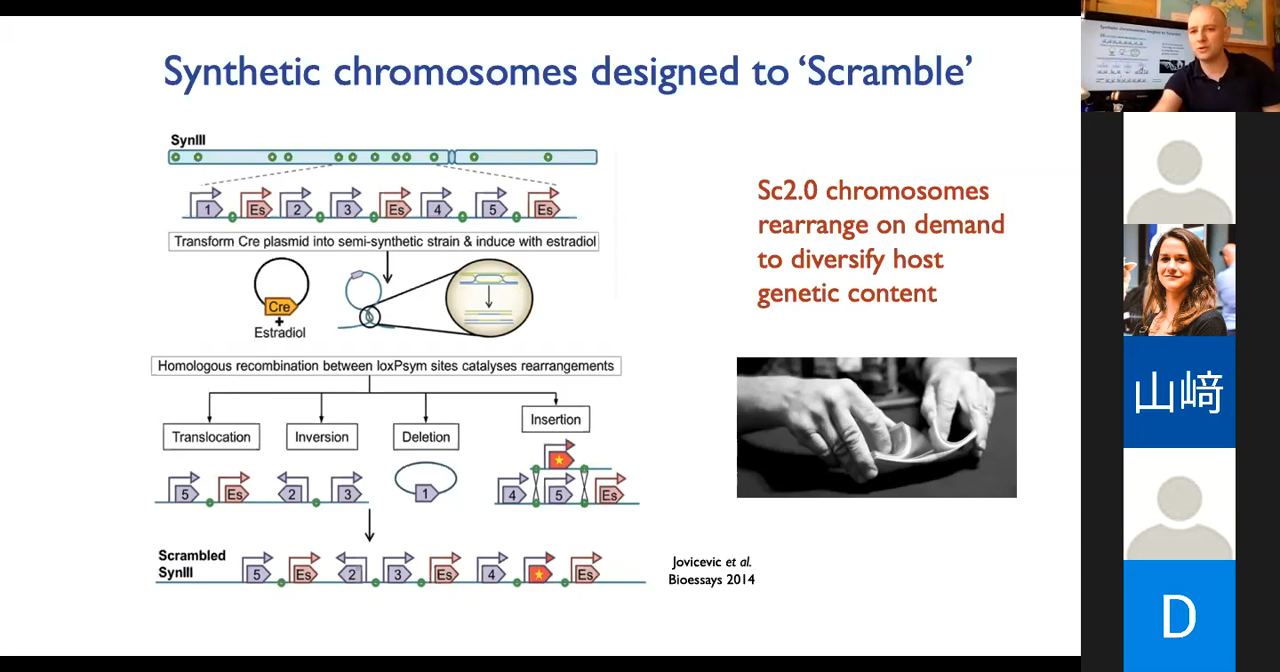 Synthetic chromosomes designed to ‘Scramble’
SynIII
1 Es 2 3 Es 4 5 Es
Transform Cre plasmid into semi-synthetic strain & induce with estradiol
Cre
+
Estradiol
Homologous recombination between loxPsym sites catalyses rearrangements
Translocation Inversion Deletion Insertion
5 Es 2 3 1 4 5 Es
Scrambled
SynIII
5 Es 2 3 Es 4 Es
Jovicevic et al.
Bioessays 2014
Sc2.0 chromosomes
rearrange on demand
to diversify host
genetic content
山﨑
D